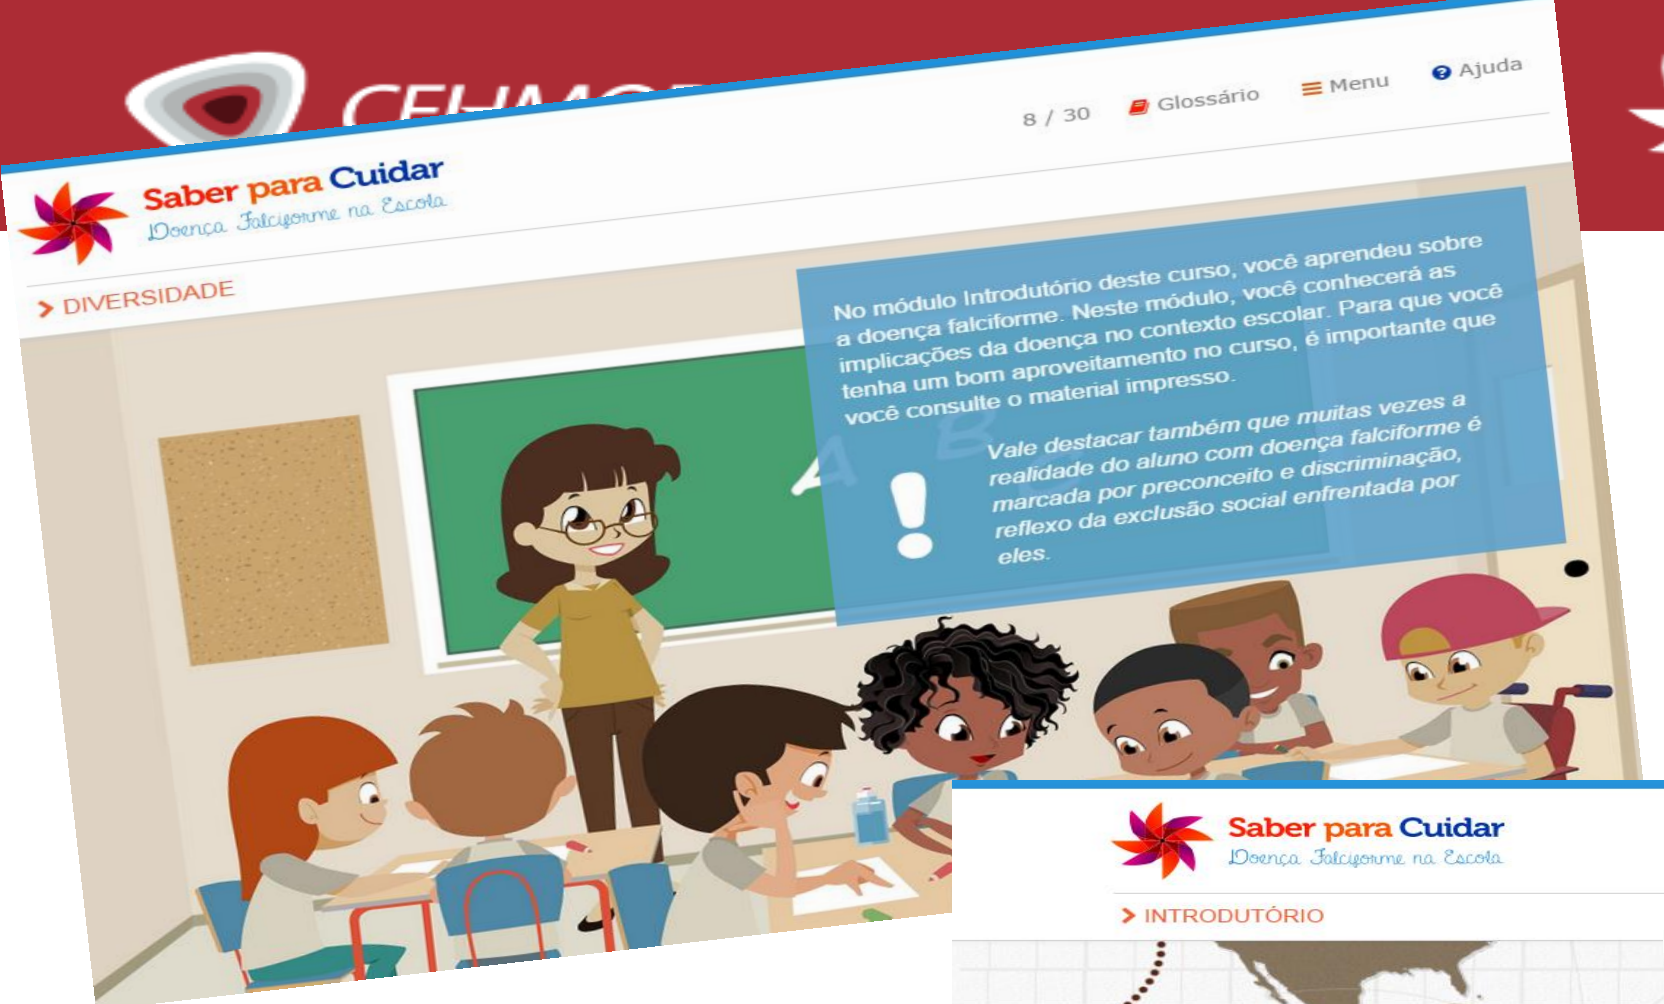 8 / 30 Glossário Menu Ajuda
Saber para Cuidar
Doença Falciforme na Escola
DIVERSIDADE
No módulo Introdutório deste curso, você aprendeu sobre
a doença falciforme. Neste módulo, você conhecerá as
implicações da doença no contexto escolar. Para que você
tenha um bom aproveitamento no curso, é importante que
você consulte o material impresso.
!
Vale destacar também que muitas vezes a
realidade do aluno com doença falciforme é
marcada por preconceito e discriminação,
reflexo da exclusão social enfrentada por
eles.
A B
Saber para Cuidar
Doença Falciforme na Escola
INTRODUTÓRIO